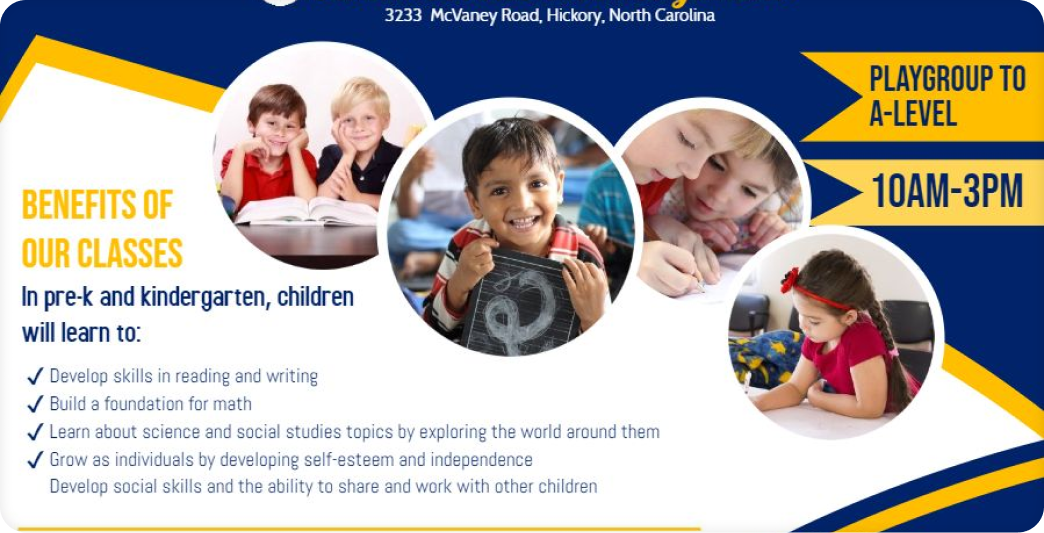 3233 McVaney Road, Hickory, North Carolina
PLAYGROUP TO
A-LEVEL
10AM-3PM
BENEFITS OF
OUR CLASSES
In pre-k and kindergarten, children
will learn to:
✓ Develop skills in reading and writing
✓ Build a foundation for math
✓ Learn about science and social studies topics by exploring the world around them
✓ Grow as individuals by developing self-esteem and independence
Develop social skills and the ability to share and work with other children